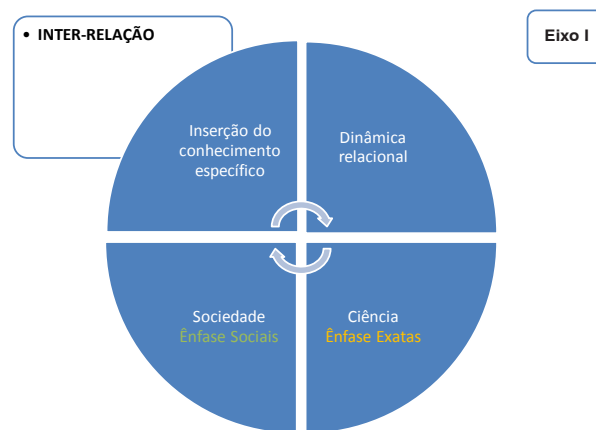 • INTER-RELAÇÃO
Eixo I
Inserção do
conhecimento
específico
Dinâmica
relacional
Sociedade
Ênfase Sociais
Ciência
Ênfase Exatas